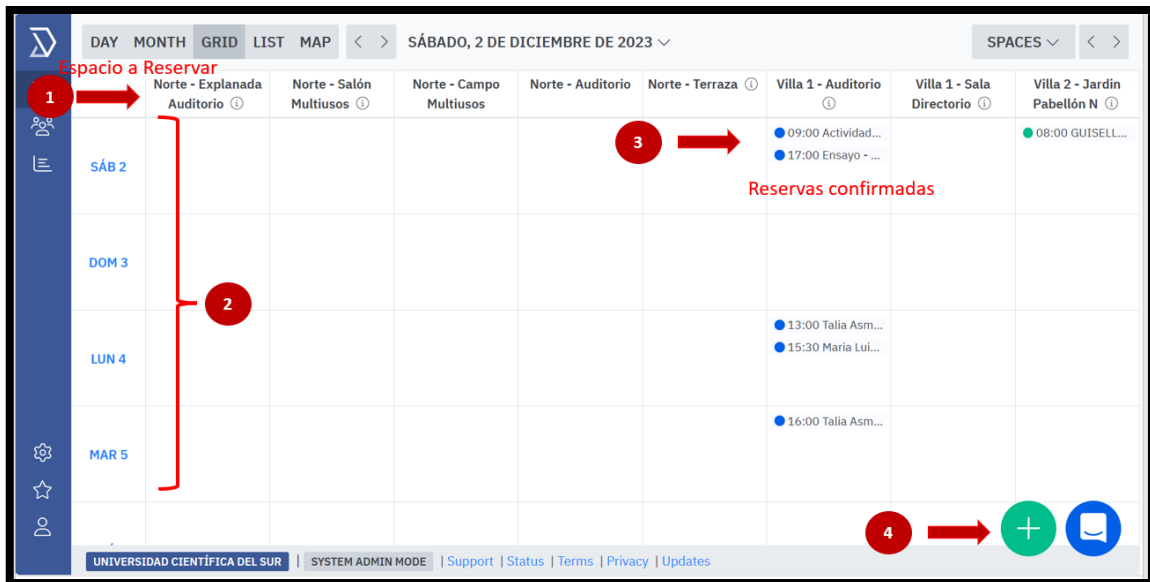 DAY MONTH GRID LIST MAP < > SÁBADO, 2 DE DICIEMBRE DE 2023 SPACES < >
Espacio a Reservar
1
Norte - Explanada Auditorio
Norte - Salón Multiusos
Norte - Campo Multiusos
Norte - Auditorio
Norte - Terraza
Villa 1 - Auditorio
Villa 1 - Sala Directorio
Villa 2 - Jardin Pabellón N
SÁB 2
3
09:00 Actividad...
17:00 Ensayo - ...
08:00 GUISELL...
Reservas confirmadas
DOM 3
2
LUN 4
13:00 Talia Asm...
15:30 Maria Lui...
MAR 5
16:00 Talia Asm...
4
UNIVERSIDAD CIENTÍFICA DEL SUR | SYSTEM ADMIN MODE | Support | Status | Terms | Privacy | Updates